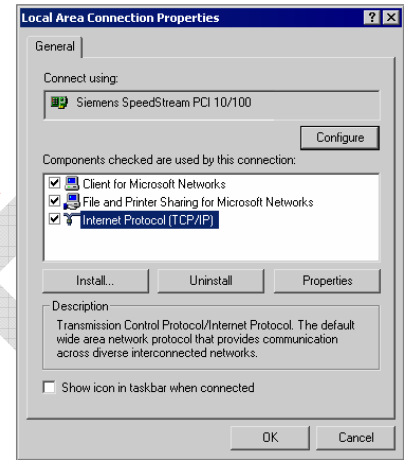 Local Area Connection Properties
General
Connect using:
Siemens SpeedStream PCI 10/100
Configure
Components checked are used by this connection:
Client for Microsoft Networks
File and Printer Sharing for Microsoft Networks
Internet Protocol (TCP/IP)
Install... Uninstall Properties
Description
Transmission Control Protocol/Internet Protocol. The default
wide area network protocol that provides communication
across diverse interconnected networks.
Show icon in taskbar when connected
OK Cancel